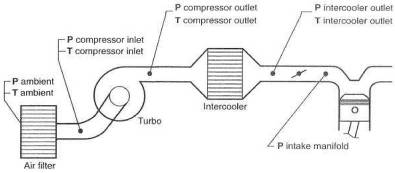 P compressor outlet
T compressor outlet
P intercooler outlet
T intercooler outlet
P compressor inlet
T compressor inlet
P ambient
T ambient
Intercooler
Turbo
P intake manifold
Air filter